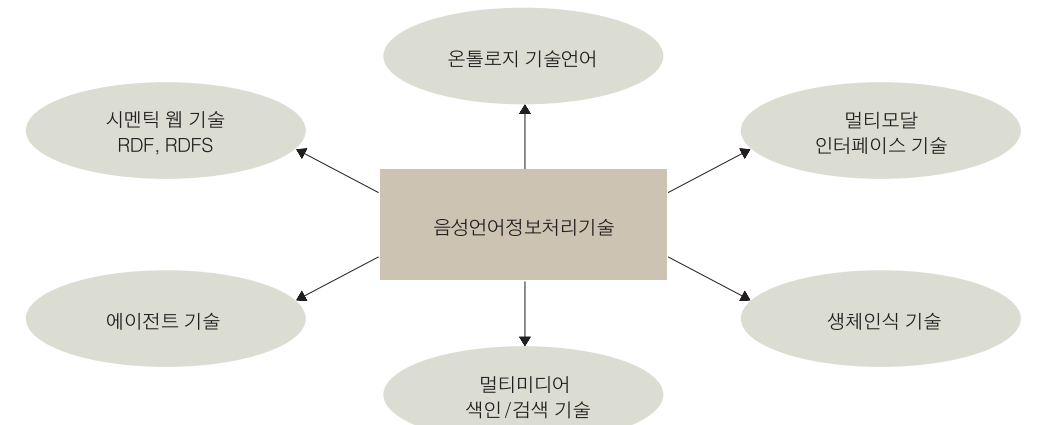 온톨로지 기술언어
시멘틱 웹 기술
RDF, RDFS
멀티모달
인터페이스 기술
음성언어정보처리기술
에이전트 기술
생체인식 기술
멀티미디어
색인/검색 기술